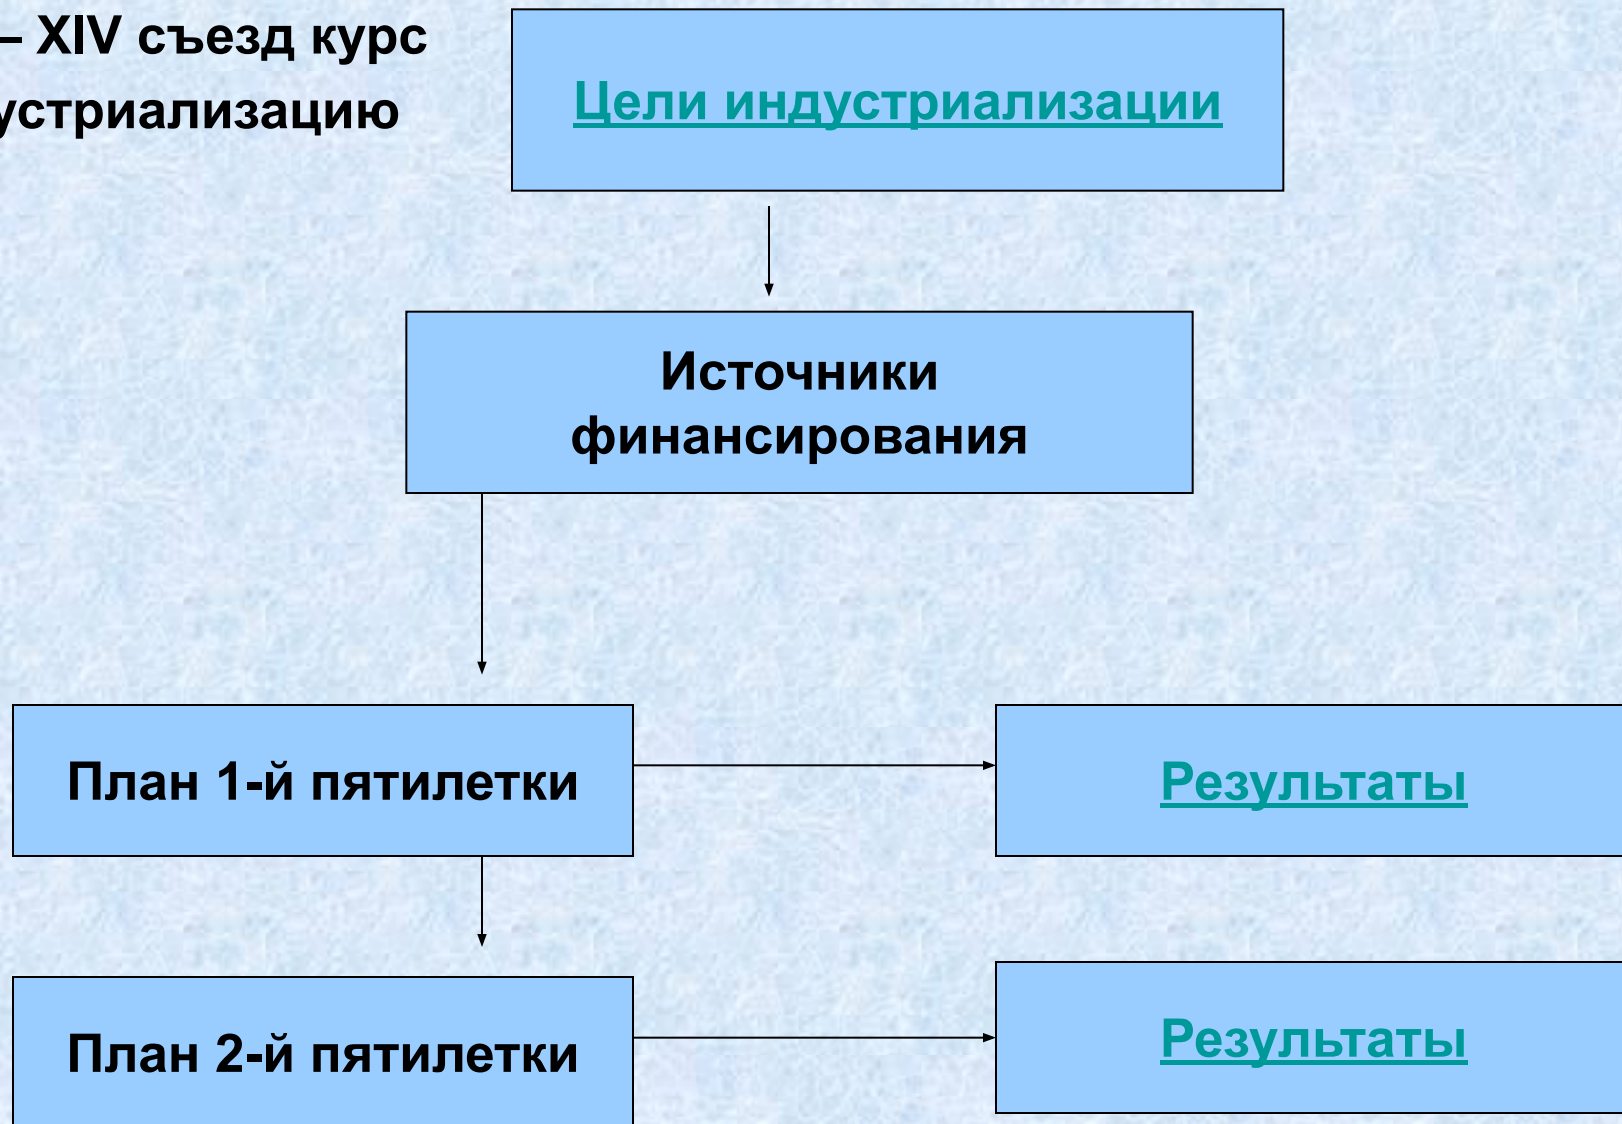 – XIV съезд курс
устриализацию
Цели индустриализации
Источники
финансирования
План 1-й пятилетки
Результаты
План 2-й пятилетки
Результаты